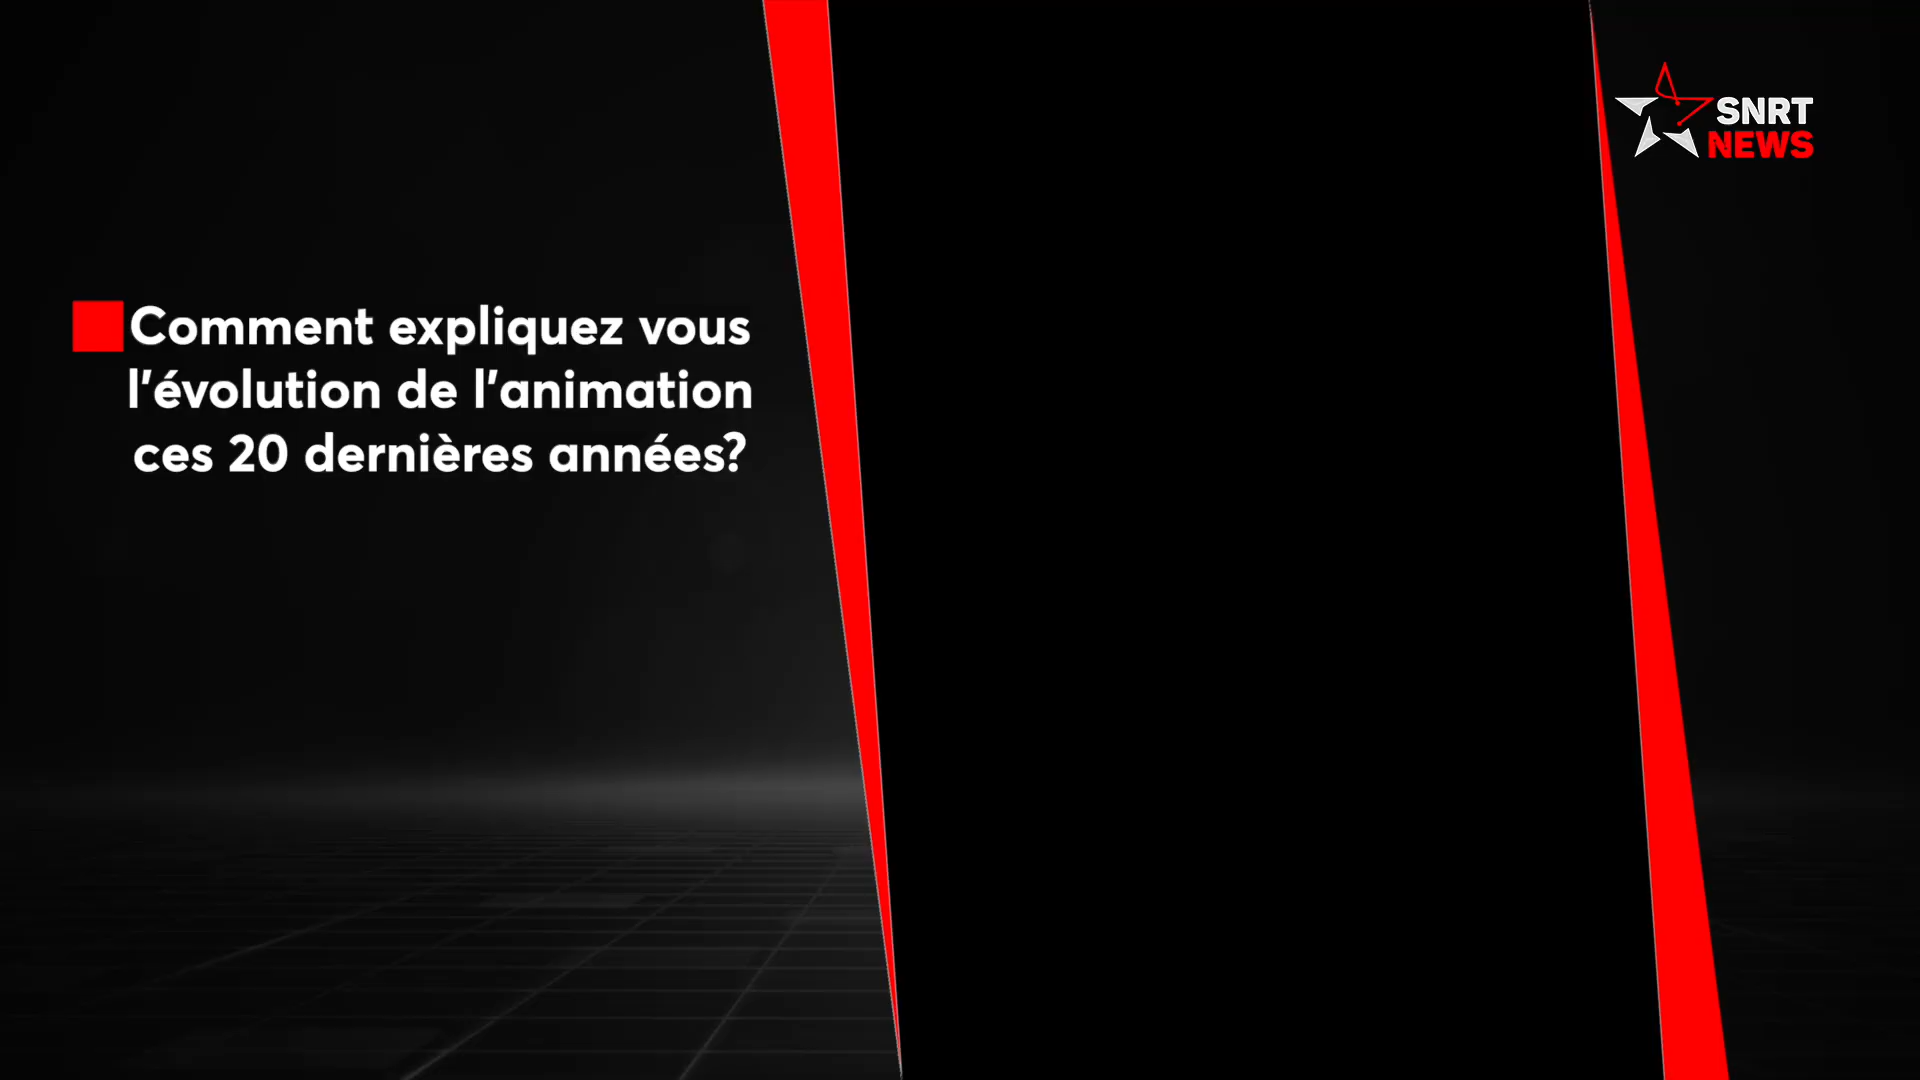 Comment expliquez vous
l'évolution de l'animation
ces 20 dernières années?
SNRT
NEWS